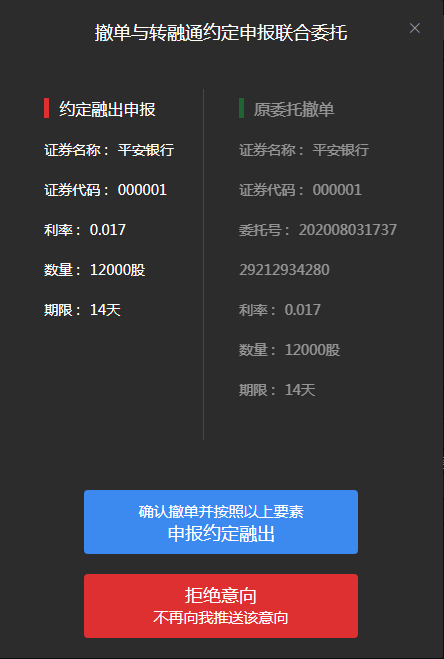 撤单与转融通约定申报联合委托
约定融出申报
证券名称： 平安银行
证券代码： 000001
利率： 0.017
数量： 12000股
期限： 14天
原委托撤单
证券名称： 平安银行
证券代码： 000001
委托号： 202008031737
29212934280
利率： 0.017
数量： 12000股
期限： 14天
确认撤单并按照以上要素
申报约定融出
拒绝意向
不再向我推送该意向